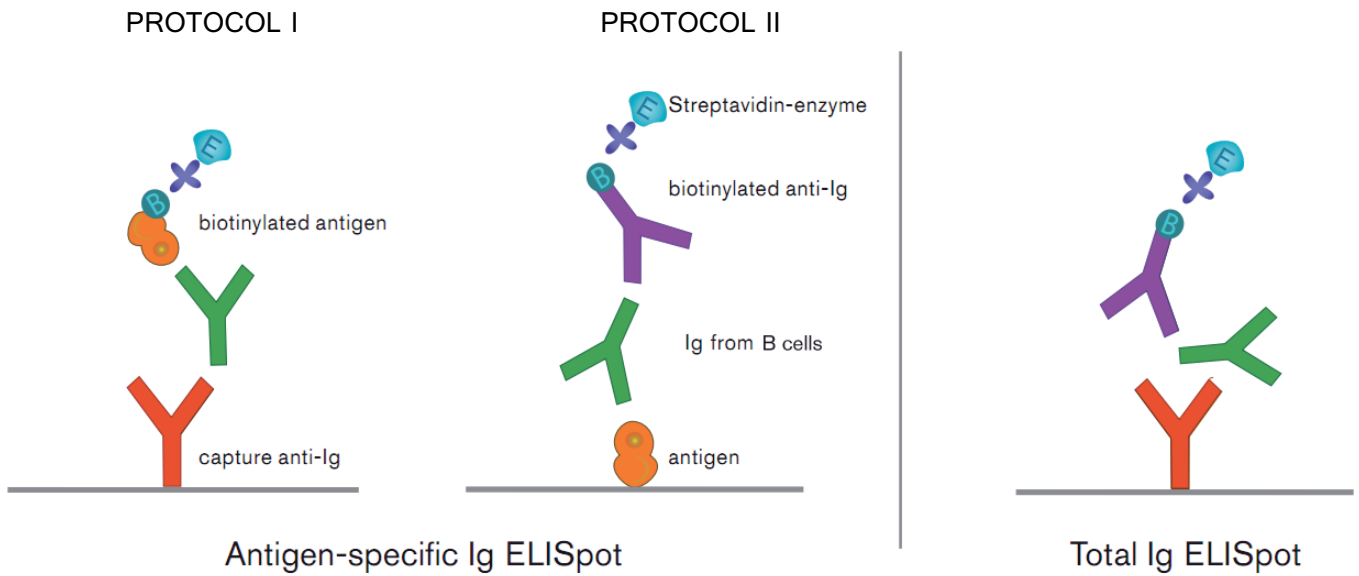 PROTOCOL I
PROTOCOL II
E
Streptavidin-enzyme
B
biotinylated anti-Ig
E
B
biotinylated antigen
E
B
Ig from B cells
capture anti-Ig
antigen
Antigen-specific Ig ELISpot
Total Ig ELISpot